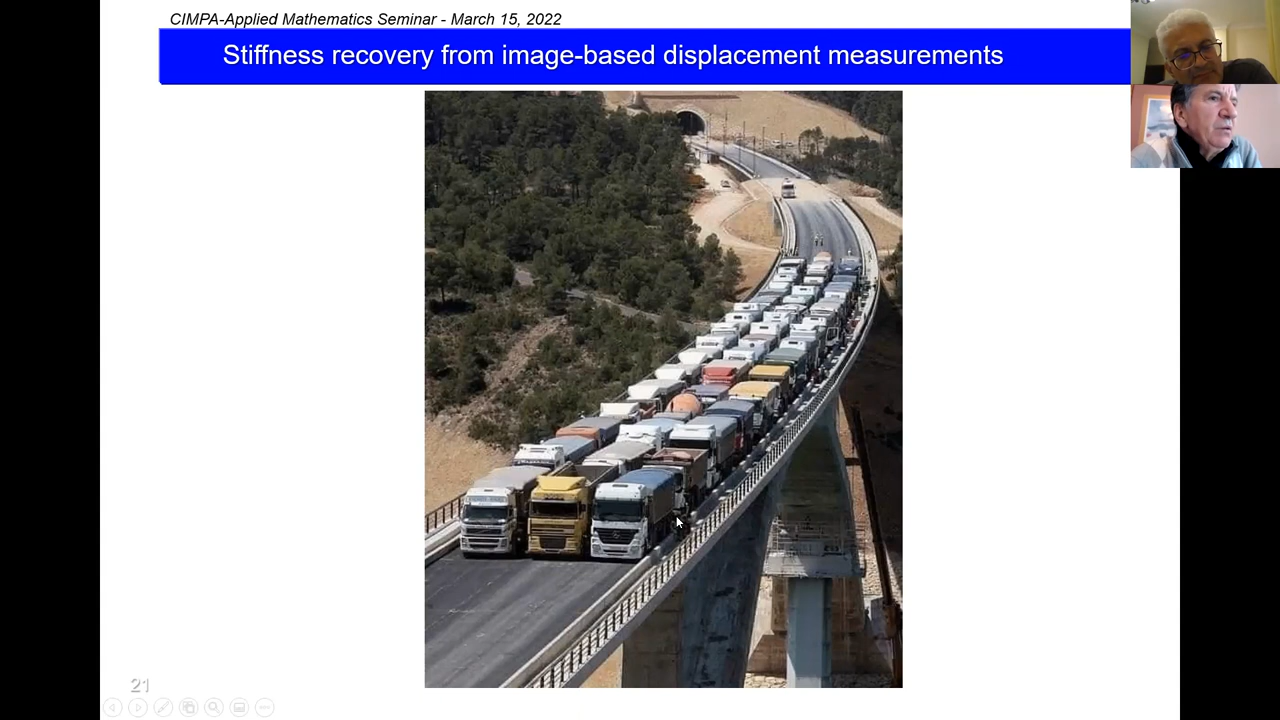 CIMPA-Applied Mathematics Seminar - March 15, 2022
Stiffness recovery from image-based displacement measurements
21